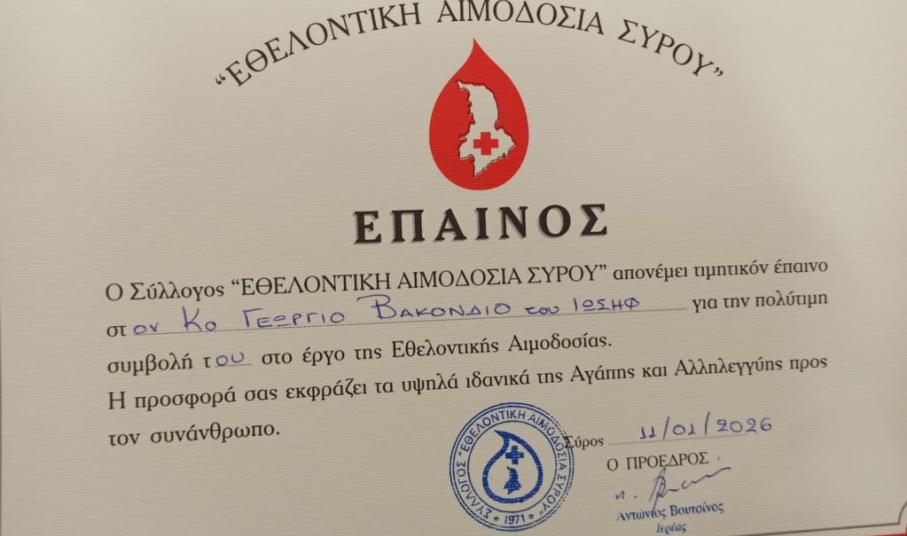 “ΕΘΕΛΟΝΤΙΚΗ ΑΙΜΟΔΟΣΙΑ ΣΥΡΟΥ”
ΕΠΑΙΝΟΣ
Ο Σύλλογος “ΕΘΕΛΟΝΤΙΚΗ ΑΙΜΟΔΟΣΙΑ ΣΥΡΟΥ” απονέμει τιμητικόν έπαινο
στ ον Κο ΓΕΩΡΓΙΟ ΒΑΚΟΝΔΙΟ του ΙΩΣΗΦ για την πολύτιμη
συμβολή του στο έργο της Εθελοντικής Αιμοδοσίας.
Η προσφορά σας εκφράζει τα υψηλά ιδανικά της Αγάπης και Αλληλεγγύης προς
τον συνάνθρωπο.
ΣΥΛΛΟΓΟΣ “ΕΘΕΛΟΝΤΙΚΗ ΑΙΜΟΔΟΣΙΑ ΣΥΡΟΥ”
1971
Σύρος 11/01/2026
Ο ΠΡΟΕΔΡΟΣ
Αντώνιος Βουτσίνος
Ιερέας